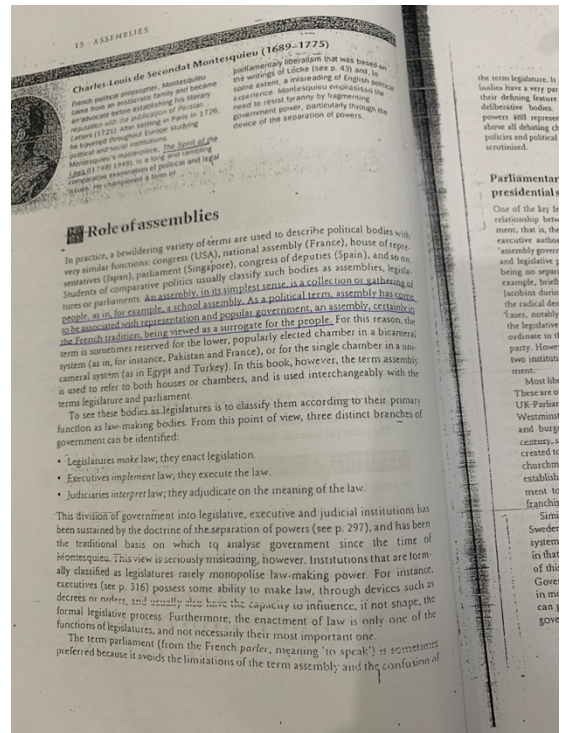 15 · ASSEMBLIES
Charles-Louis de Secondat Montesquieu (1689–1775)
French political philosopher. Montesquieu
came from an aristocratic family and became
an advocate before establishing his literary
reputation with the publication of Persian
Letters (1721). After settling in Paris in 1726,
he travelled throughout Europe studying
political and social institutions.
Montesquieu's masterpiece, The Spirit of the
Laws ([1748] 1949), is a long and rambling
comparative examination of political and legal
issues. He championed a form of
parliamentary liberalism that was based on
the writings of Locke (see p. 43) and, to
some extent, a misreading of English political
experience. Montesquieu emphasised the
need to resist tyranny by fragmenting
government power, particularly through the
device of the separation of powers.
Role of assemblies
In practice, a bewildering variety of terms are used to describe political bodies with
very similar functions: congress (USA), national assembly (France), house of repre-
sentatives (Japan), parliament (Singapore), congress of deputies (Spain), and so on.
Students of comparative politics usually classify such bodies as assemblies, legisla-
tures or parliaments. An assembly, in its simplest sense, is a collection or gathering of
people, as in, for example, a school assembly. As a political term, assembly has come
to be associated with representation and popular government, an assembly, certainly in
the French tradition, being viewed as a surrogate for the people. For this reason, the
term is sometimes reserved for the lower, popularly elected chamber in a bicameral
system (as in, for instance, Pakistan and France), or for the single chamber in a uni-
cameral system (as in Egypt and Turkey). In this book, however, the term assembly
is used to refer to both houses or chambers, and is used interchangeably with the
terms legislature and parliament.
To see these bodies as legislatures is to classify them according to their primary
function as law-making bodies. From this point of view, three distinct branches of
government can be identified:
• Legislatures make law; they enact legislation.
• Executives implement law; they execute the law.
• Judiciaries interpret law; they adjudicate on the meaning of the law.
This division of government into legislative, executive and judicial institutions has
been sustained by the doctrine of the separation of powers (see p. 297), and has been
the traditional basis on which to analyse government since the time of
Montesquieu. This view is seriously misleading, however. Institutions that are form-
ally classified as legislatures rarely monopolise law-making power. For instance,
executives (see p. 316) possess some ability to make law, through devices such as
decrees or orders, and usually also have the capacity to influence, if not shape, the
formal legislative process. Furthermore, the enactment of law is only one of the
functions of legislatures, and not necessarily their most important one.
The term parliament (from the French parler, meaning 'to speak') is sometimes
preferred because it avoids the limitations of the term assembly and the confusion of
the term legislature. It
bodies have a very par
their defining feature
deliberative bodies.
powers and represen
above all debating ch
policies and political
scrutinised.
Parliamentar
presidential s
One of the key fe
relationship betw
ment, that is, the
executive author
'assembly govern
and legislative p
being no separ
example, brief
Jacobins during
the radical den
cases, notably
the legislative
ordinate to th
party. Howe
two instituti
ment.
Most libe
These are o
UK-Parliar
Westminst
and burg
century, s
created to
churchm
establish
ment to
franchis
Simi
Sweder
system
in that
of this
Gover
in mo
can g
gove